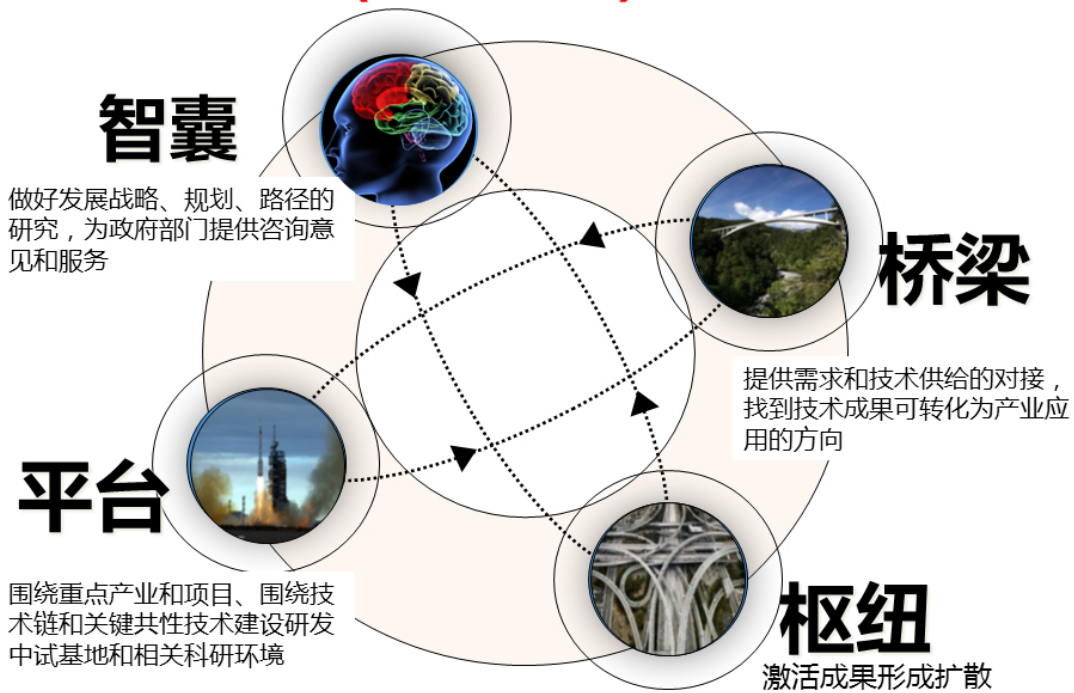 智囊
做好发展战略、规划、路径的
研究，为政府部门提供咨询意
见和服务
桥梁
提供需求和技术供给的对接，
找到技术成果可转化为产业应
用的方向
平台
围绕重点产业和项目、围绕技
术链和关键共性技术建设研发
中试基地和相关科研环境
枢纽
激活成果形成扩散